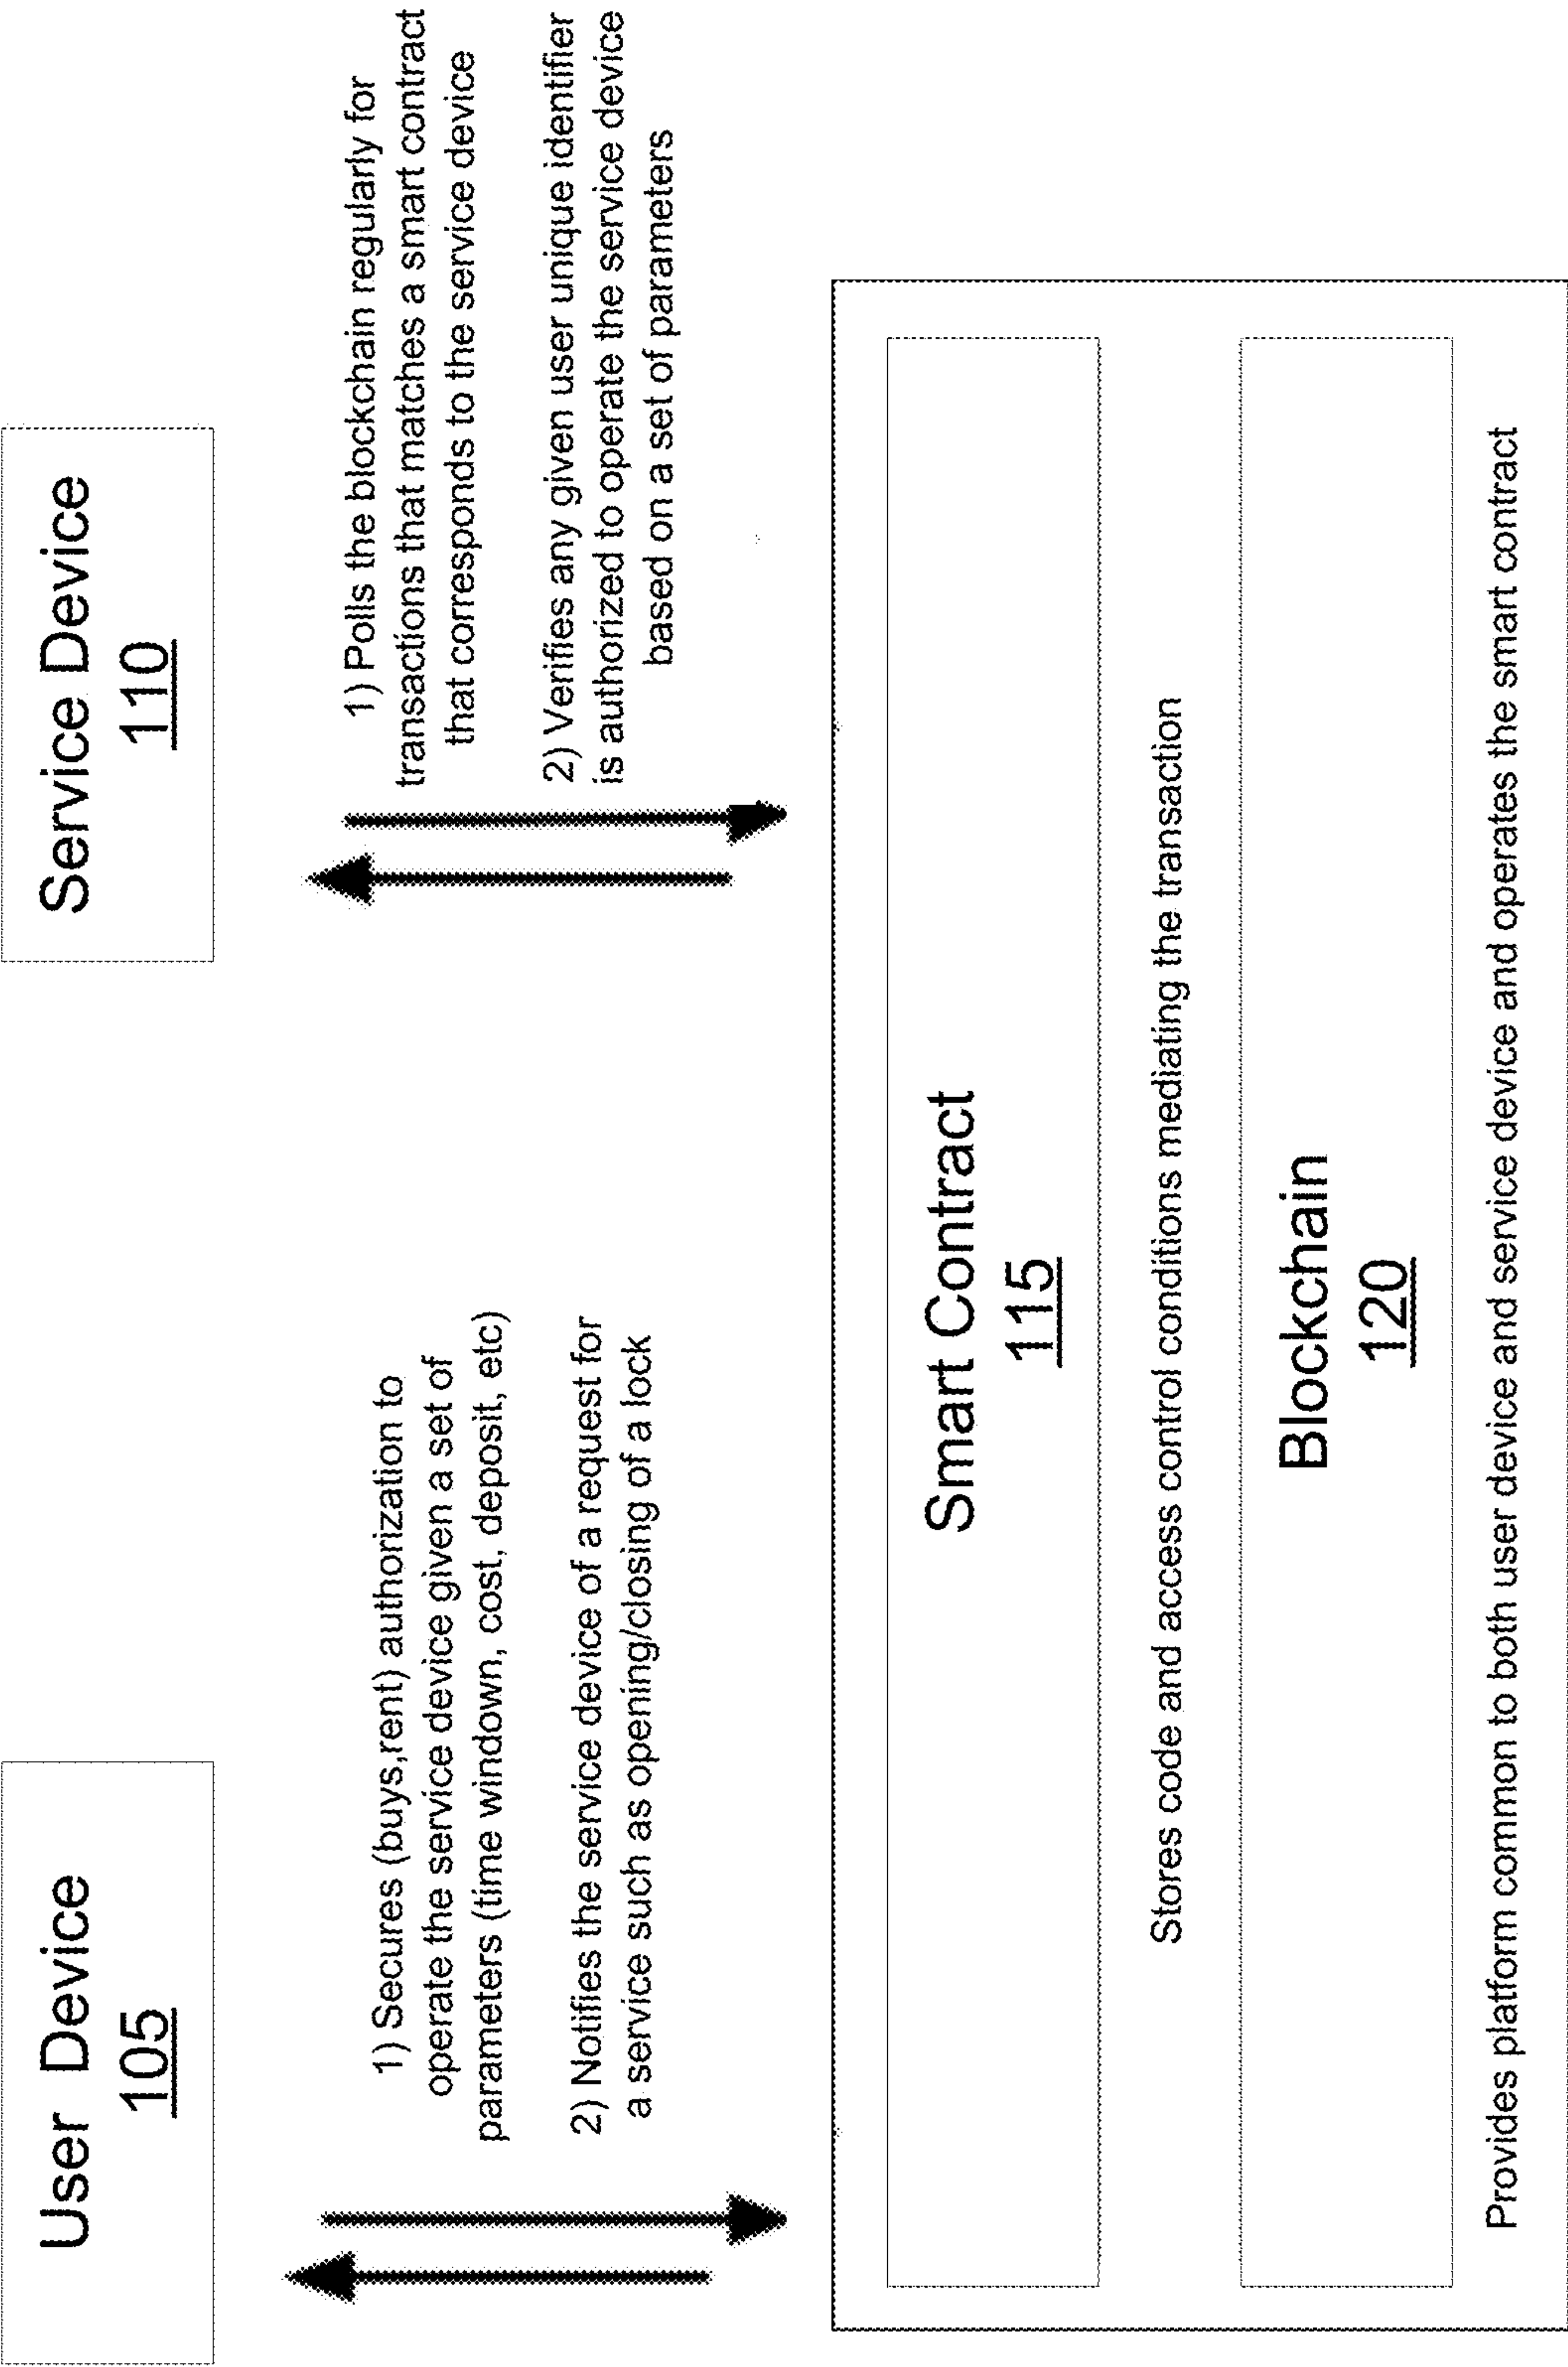 User Device
105
Service Device
110
1) Secures (buys,rent) authorization to
operate the service device given a set of
parameters (time window, cost, deposit, etc)
2) Notifies the service device of a request for
a service such as opening/closing of a lock
1) Polls the blockchain regularly for
transactions that matches a smart contract
that corresponds to the service device
2) Verifies any given user unique identifier
is authorized to operate the service device
based on a set of parameters
Smart Contract
115
Stores code and access control conditions mediating the transaction
Blockchain
120
Provides platform common to both user device and service device and operates the smart contract